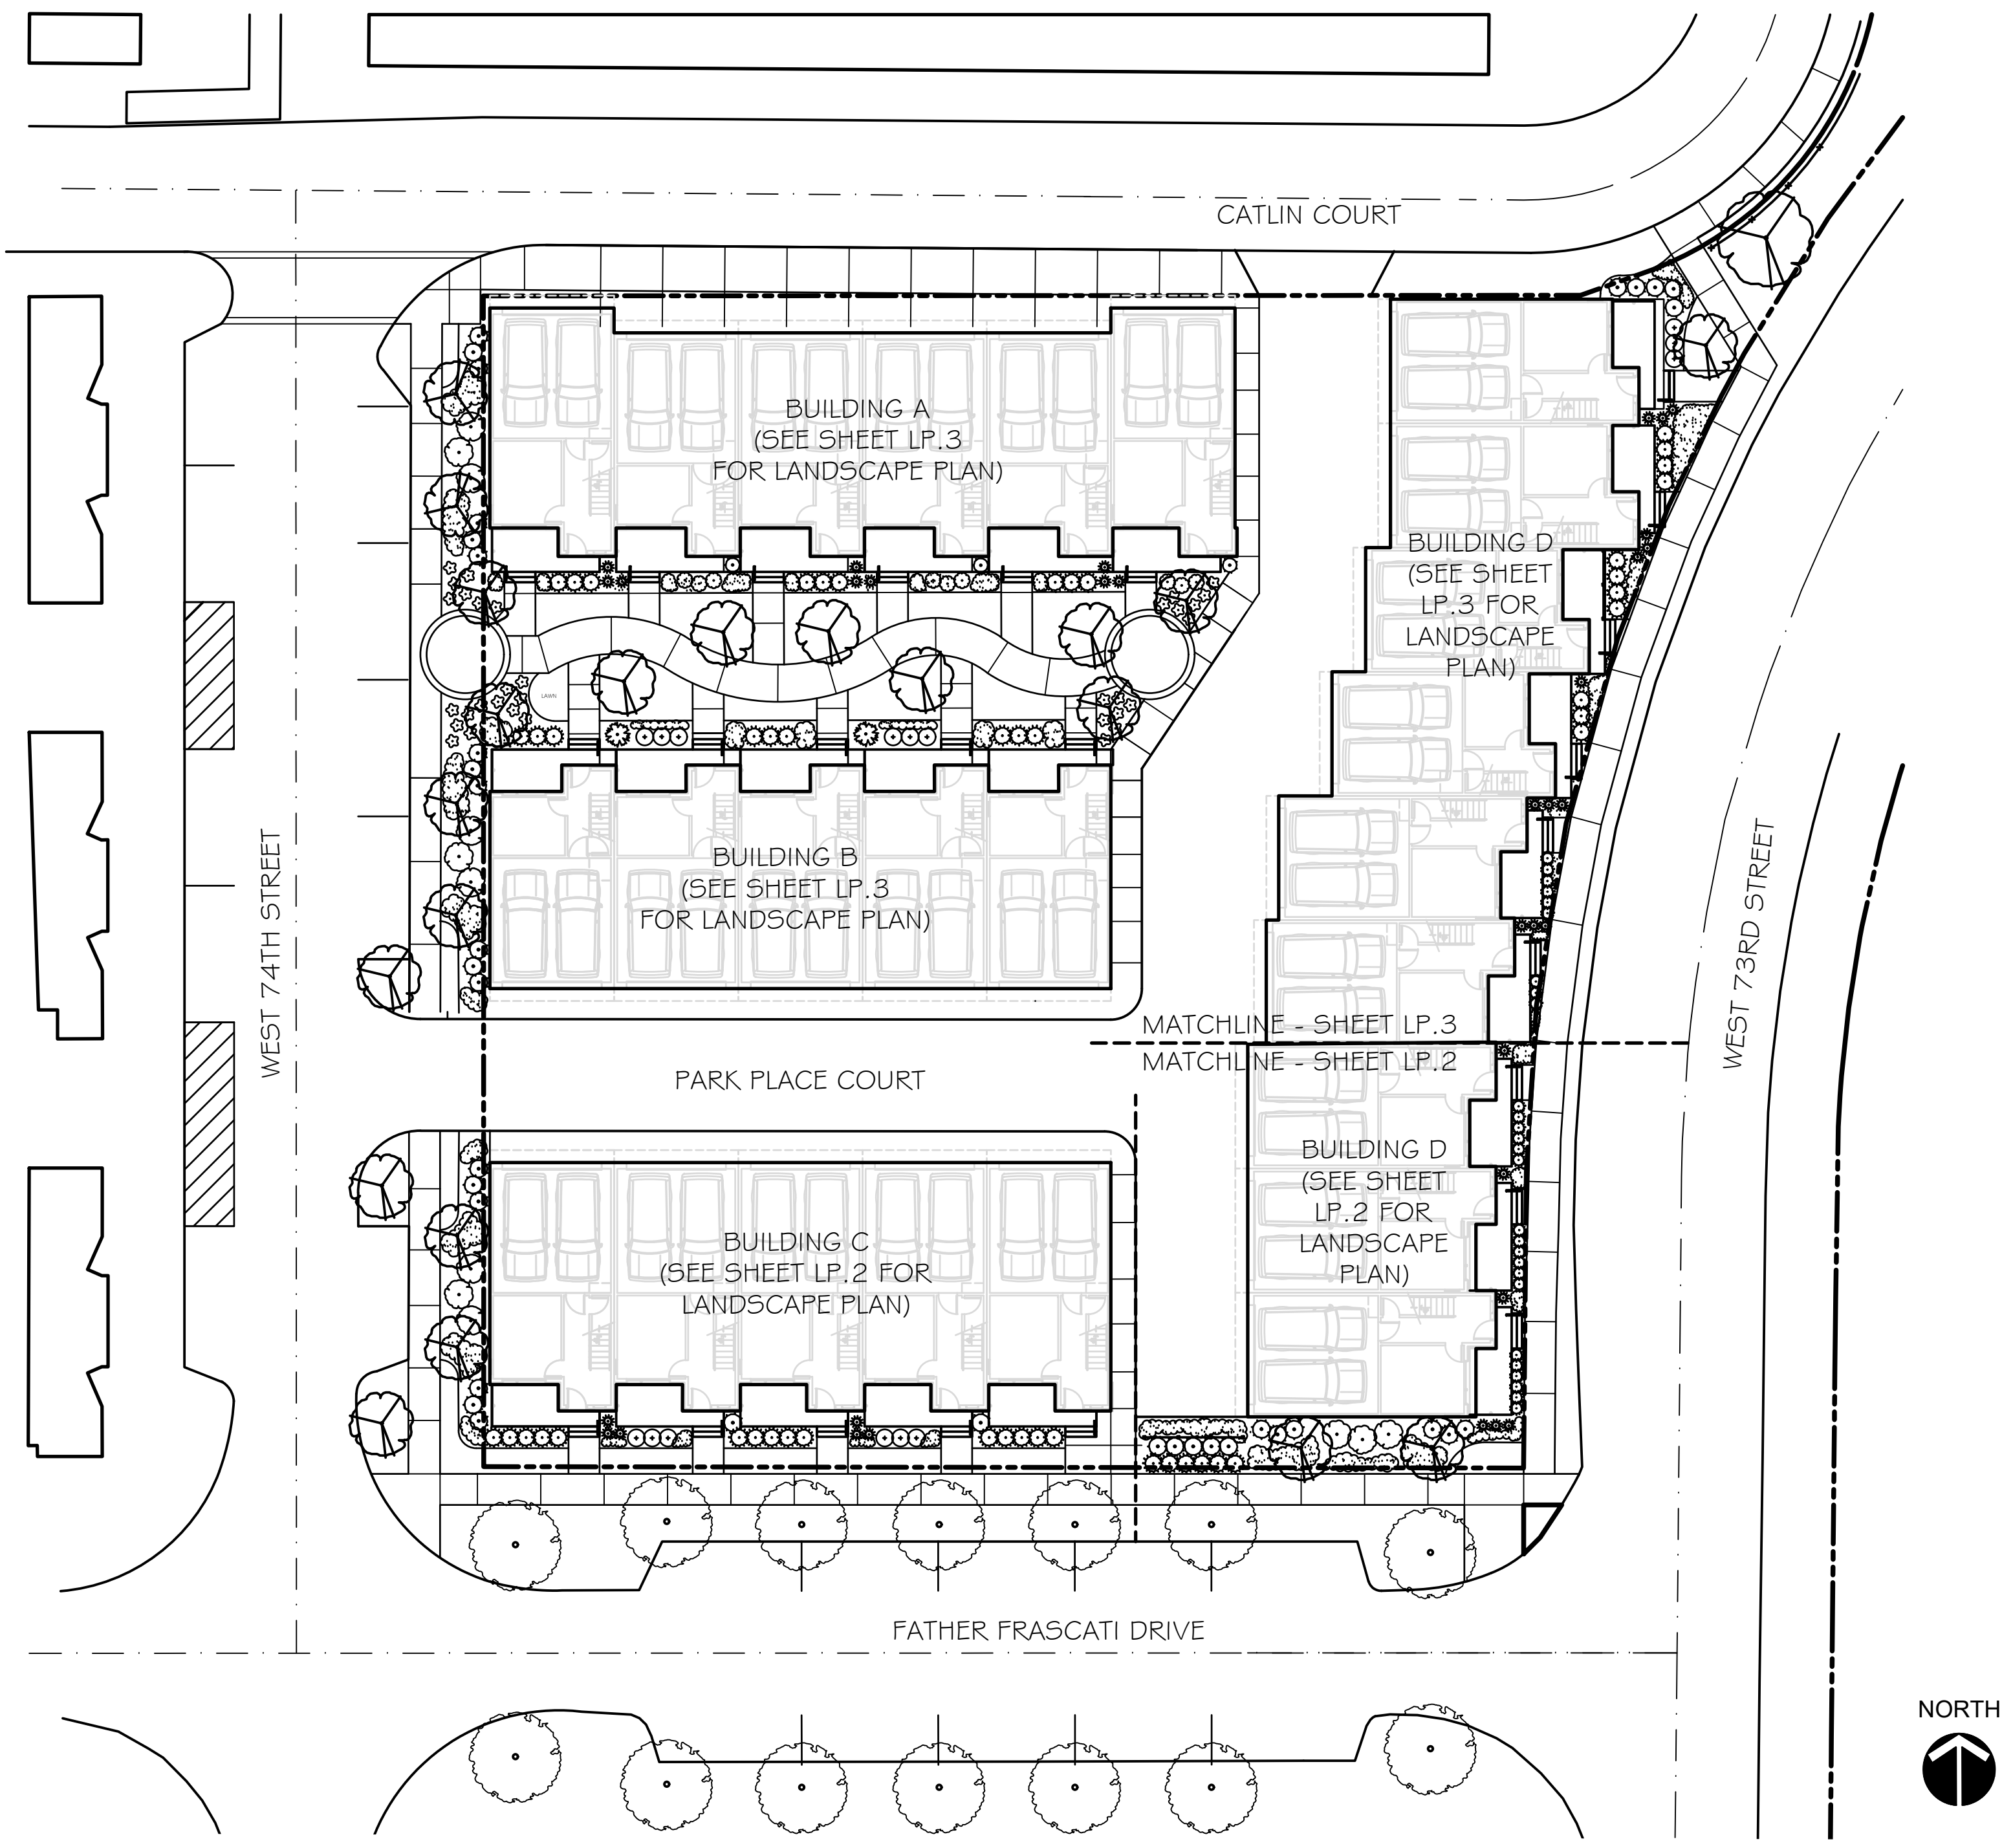 CATLIN COURT
BUILDING A
(SEE SHEET LP.3
FOR LANDSCAPE PLAN)
BUILDING D
(SEE SHEET
LP.3 FOR
LANDSCAPE
PLAN)
LAWN
BUILDING B
(SEE SHEET LP.3
FOR LANDSCAPE PLAN)
WEST 74TH STREET
WEST 73RD STREET
MATCHLINE - SHEET LP.3
MATCHLINE - SHEET LP.2
PARK PLACE COURT
BUILDING C
(SEE SHEET LP.2 FOR
LANDSCAPE PLAN)
BUILDING D
(SEE SHEET
LP.2 FOR
LANDSCAPE
PLAN)
FATHER FRASCATI DRIVE
NORTH